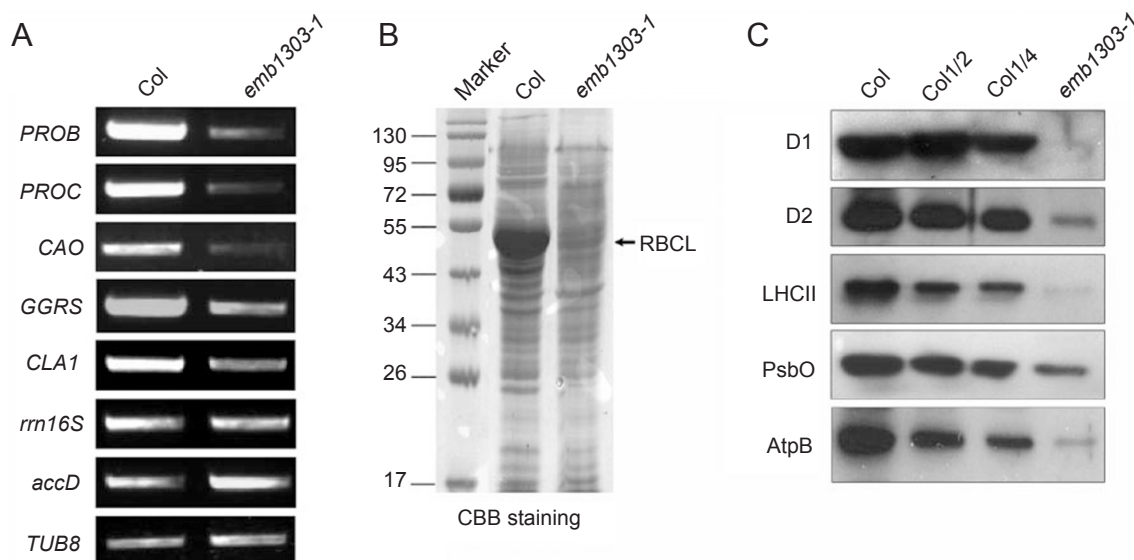 A
Col
emb1303-1
PROB
PROC
CAO
GGRS
CLA1
rrn16S
accD
TUB8
B
Marker
Col
emb1303-1
130
95
72
55
43
34
26
17
RBCL
CBB staining
C
Col
Col1/2
Col1/4
emb1303-1
D1
D2
LHCII
PsbO
AtpB